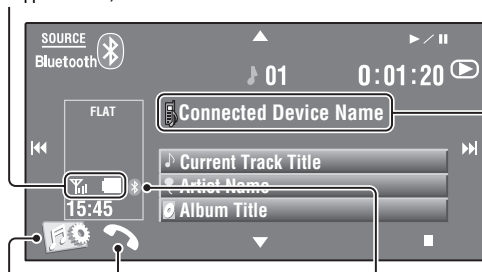 SOURCE
Bluetooth
01
0:01:20
FLAT
Connected Device Name
Current Track Title
Artist Name
15:45
Album Title